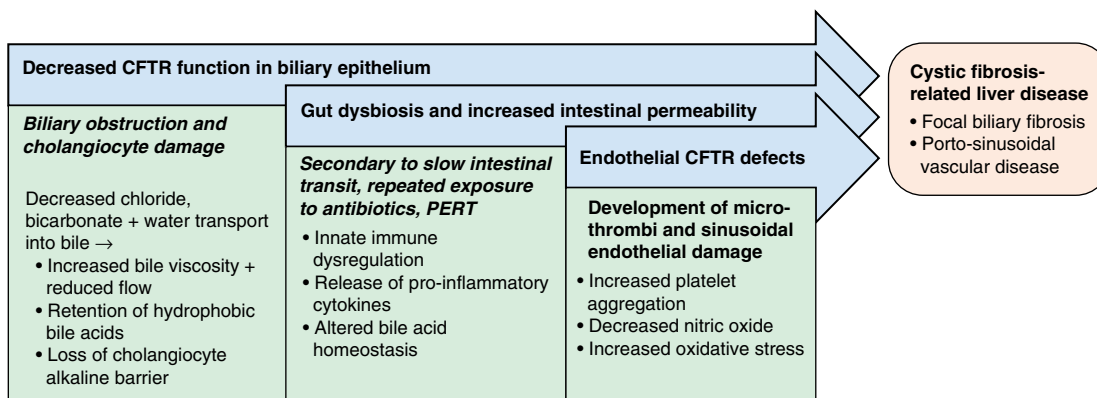 Decreased CFTR function in biliary epithelium
Biliary obstruction and
cholangiocyte damage
Decreased chloride,
bicarbonate + water transport
into bile →
• Increased bile viscosity +
reduced flow
• Retention of hydrophobic
bile acids
• Loss of cholangiocyte
alkaline barrier
Gut dysbiosis and increased intestinal permeability
Secondary to slow intestinal
transit, repeated exposure
to antibiotics, PERT
• Innate immune
dysregulation
• Release of pro-inflammatory
cytokines
• Altered bile acid
homeostasis
Endothelial CFTR defects
Development of micro-
thrombi and sinusoidal
endothelial damage
• Increased platelet
aggregation
• Decreased nitric oxide
• Increased oxidative stress
Cystic fibrosis-
related liver disease
• Focal biliary fibrosis
• Porto-sinusoidal
vascular disease